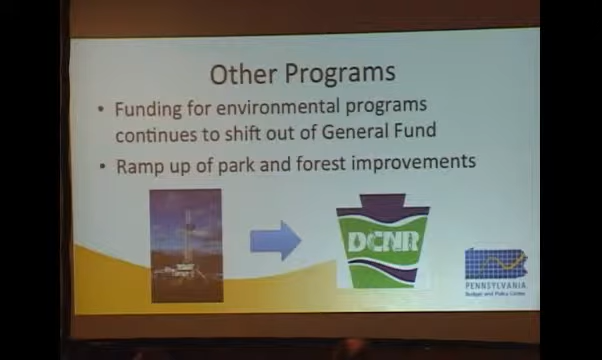 Other Programs
• Funding for environmental programs
continues to shift out of General Fund
• Ramp up of park and forest improvements
DCNR
PENNSYLVANIA
Budget and Policy Center